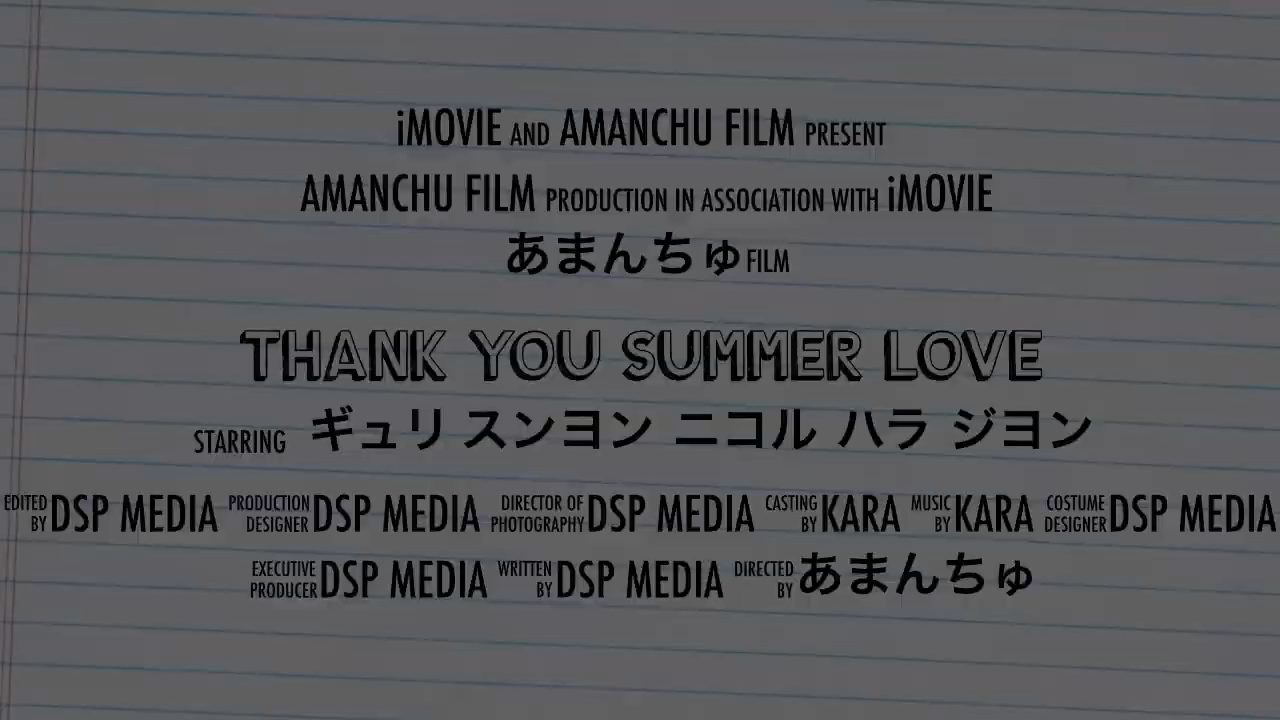 iMOVIE AND AMANCHU FILM PRESENT
AMANCHU FILM PRODUCTION IN ASSOCIATION WITH iMOVIE
あまんちゅ FILM
THANK YOU SUMMER LOVE
STARRING ギュリ スンヨン ニコル ハラ ジヨン
EDITED BY DSP MEDIA PRODUCTION DESIGNER DSP MEDIA DIRECTOR OF PHOTOGRAPHY DSP MEDIA CASTING BY KARA MUSIC BY KARA COSTUME DESIGNER DSP MEDIA
EXECUTIVE PRODUCER DSP MEDIA WRITTEN BY DSP MEDIA DIRECTED BY あまんちゅ